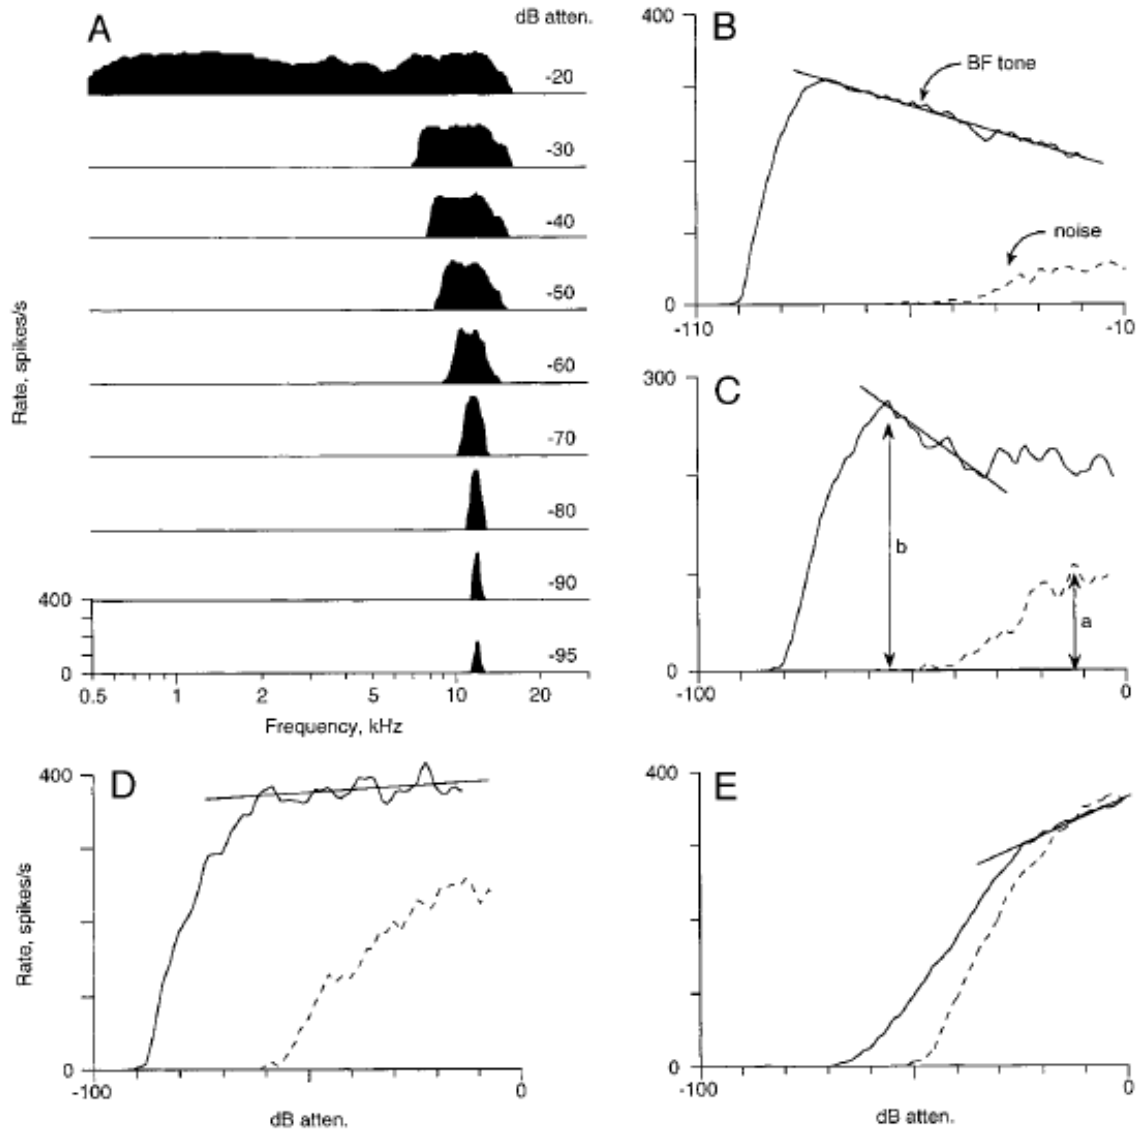 A
dB atten.
-20
-30
-40
-50
-60
-70
-80
-90
-95
Rate, spikes/s
400
0
0.5 1 2 5 10 20
Frequency, kHz
B
400
BF tone
noise
0
-110 -10
C
300
b
a
0
-100 0
D
400
Rate, spikes/s
0
-100 0
dB atten.
E
400
0
-100 0
dB atten.